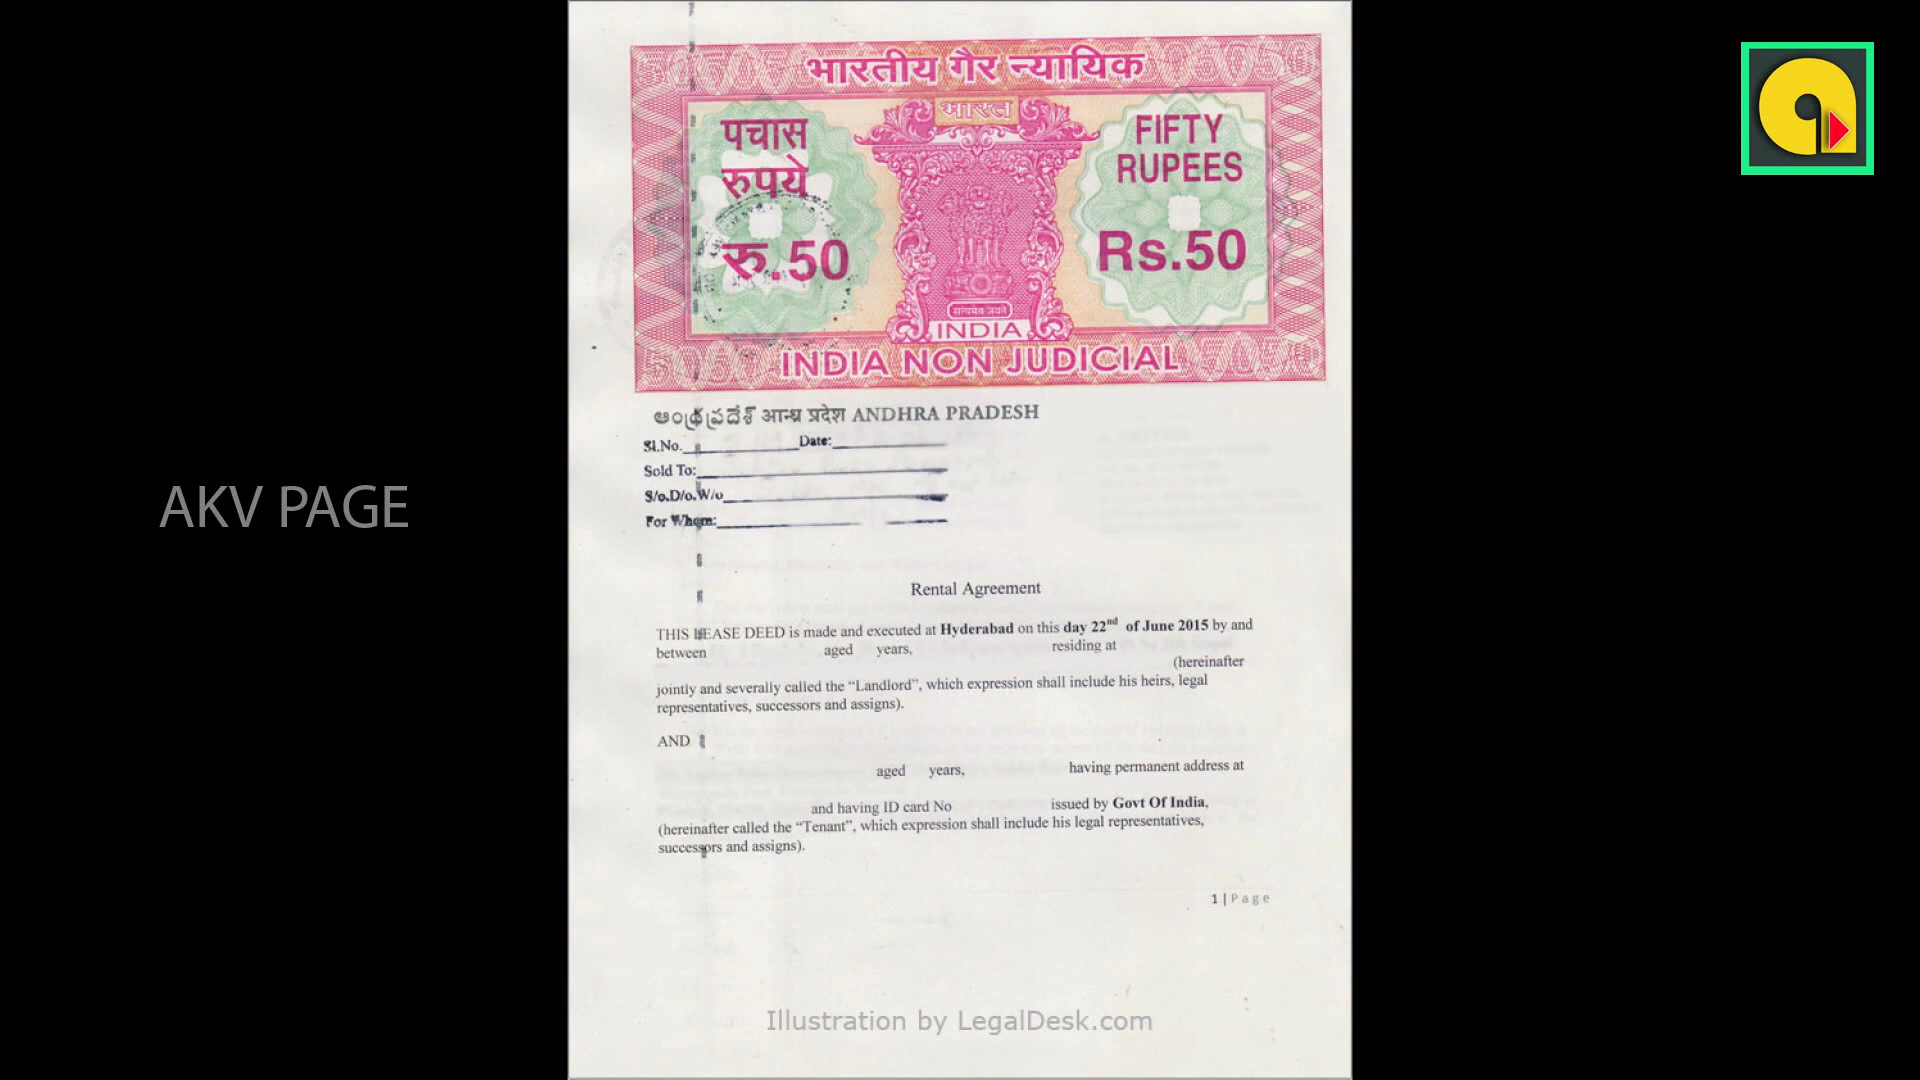 भारतीय गैर न्यायिक
भारत
पचास
रुपये
रु.50
FIFTY
RUPEES
Rs.50
सत्यमेव जयते
INDIA
INDIA NON JUDICIAL
ఆంధ్రప్రదేశ్ आन्ध्र प्रदेश ANDHRA PRADESH
Sl.No. Date:
Sold To:
S/o.D/o.W/o
For Whom:
AKV PAGE
Rental Agreement
THIS LEASE DEED is made and executed at Hyderabad on this day 22nd of June 2015 by and
between aged years, residing at
(hereinafter
jointly and severally called the “Landlord”, which expression shall include his heirs, legal
representatives, successors and assigns).
AND
aged years, having permanent address at
and having ID card No issued by Govt Of India,
(hereinafter called the “Tenant”, which expression shall include his legal representatives,
successors and assigns).
1 | Page
Illustration by LegalDesk.com